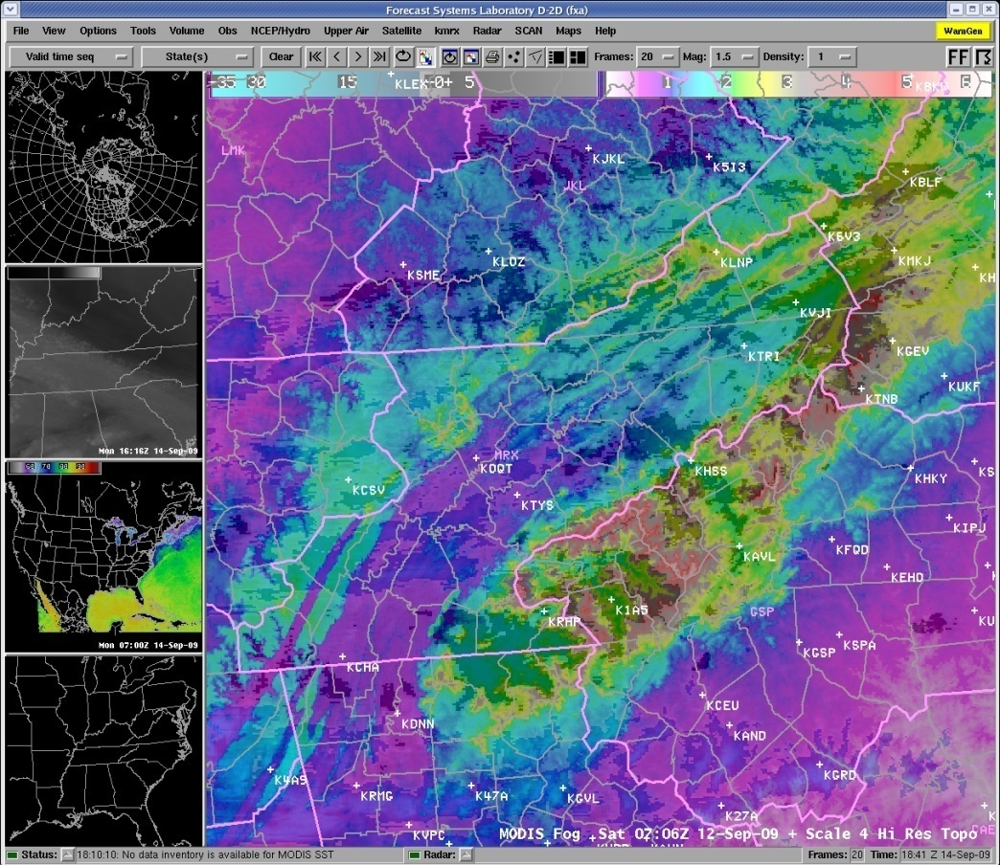 Forecast Systems Laboratory D-2D (fxa)
File View Options Tools Volume Obs NCEP/Hydro Upper Air Satellite kmrx Radar SCAN Maps Help WarnGen
Valid time seq State(s) Clear Frames: 20 Mag: 1.5 Density: 1 FF
-35 30 15 -0+ 5 1 2 3 4 5 6
KLEX
KBKW
LMK
KJKL
K5I3
JKL
KBLF
K6V3
KLOZ
KLNP
KMKJ
KSME
KH
KVJI
KGEV
KTRI
KUKF
KTNB
MRX
KOQT
KHSS
KS
KHKY
KCSV
KTYS
KIPJ
KFQD
KAVL
KEHD
K1A5
GSP
KRHP
KU
KSPA
KGSP
KCHA
KCEU
KDNN
KAND
KGRD
K4A9
KRMG
K47A
KGVL
K27A
K
CAE
KVPC
MODIS Fog Sat 07:06Z 12-Sep-09 + Scale 4 Hi Res Topo
Mon 16:16Z 14-Sep-09
Mon 07:00Z 14-Sep-09
Status: 18:10:10: No data inventory is available for MODIS SST Radar: Frames: 20 Time: 18:41 Z 14-Sep-09